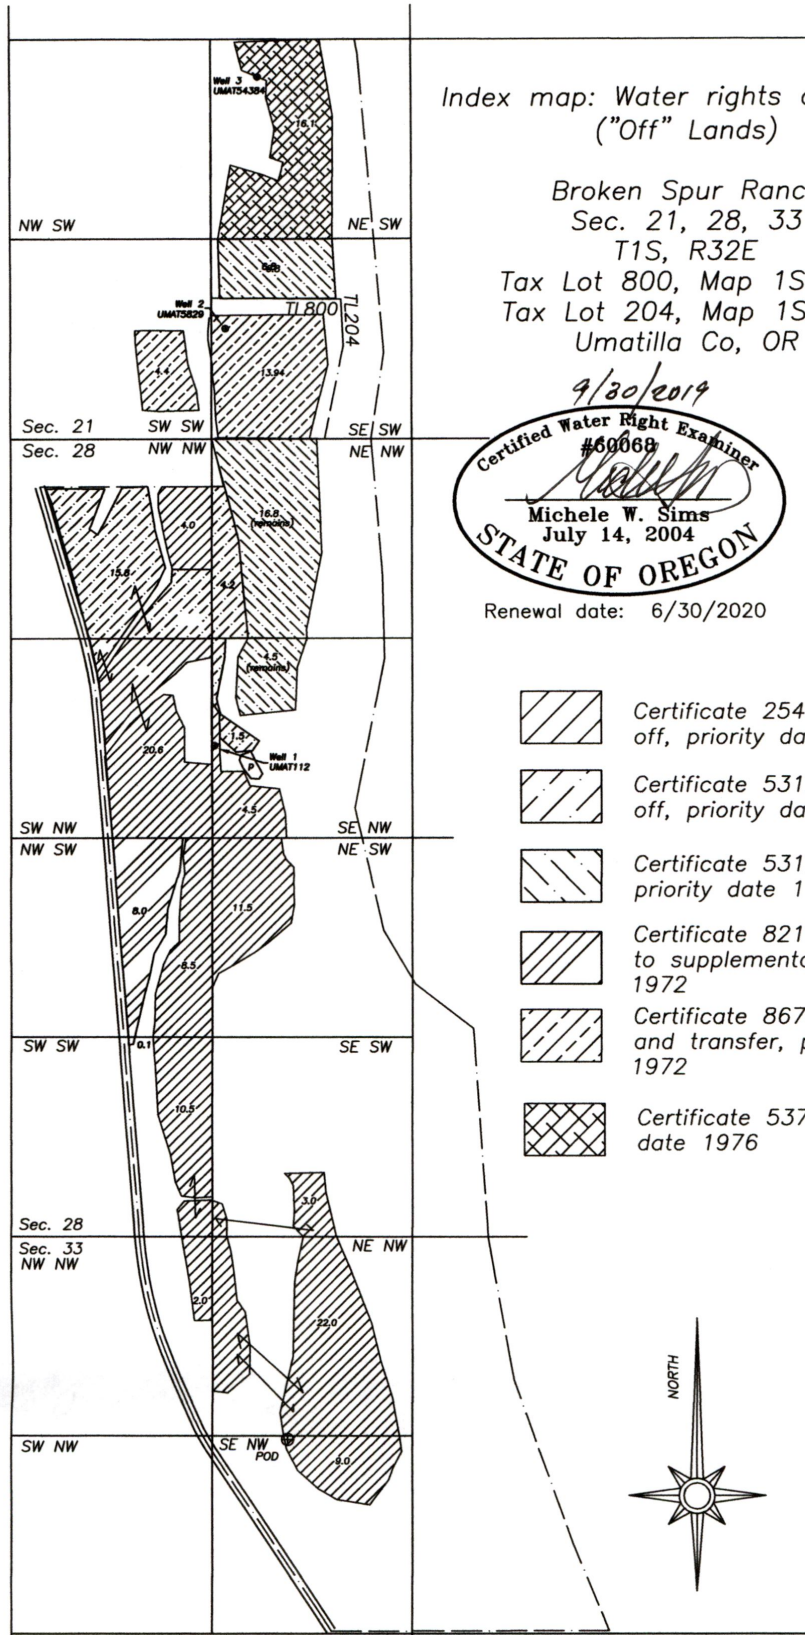 Index map: Water rights
("Off" Lands)
Broken Spur Ranc
Sec. 21, 28, 33
T1S, R32E
Tax Lot 800, Map 1S
Tax Lot 204, Map 1S
Umatilla Co, OR
9/30/2019
Certified Water Right Examiner
#60068
Michele W. Sims
July 14, 2004
STATE OF OREGON
Renewal date: 6/30/2020
Certificate 254
off, priority da
Certificate 531
off, priority da
Certificate 531
priority date 1
Certificate 821
to supplementa
1972
Certificate 867
and transfer, p
1972
Certificate 537
date 1976
NORTH
Well 3
UMAT54384
16.1
NW SW
NE SW
Well 2
UMAT5829
TL800
TL204
4.4
13.94
Sec. 21
SW SW
SE SW
Sec. 28
NW NW
NE NW
16.8
(remains)
4.0
15.8
4.2
4.5
(remains)
1.5
20.6
Well 1
UMAT112
P
4.5
SW NW
SE NW
NW SW
NE SW
8.0
11.5
8.5
0.1
SW SW
SE SW
10.5
3.0
Sec. 28
Sec. 33
NW NW
NE NW
2.0
22.0
SW NW
SE NW
POD
9.0